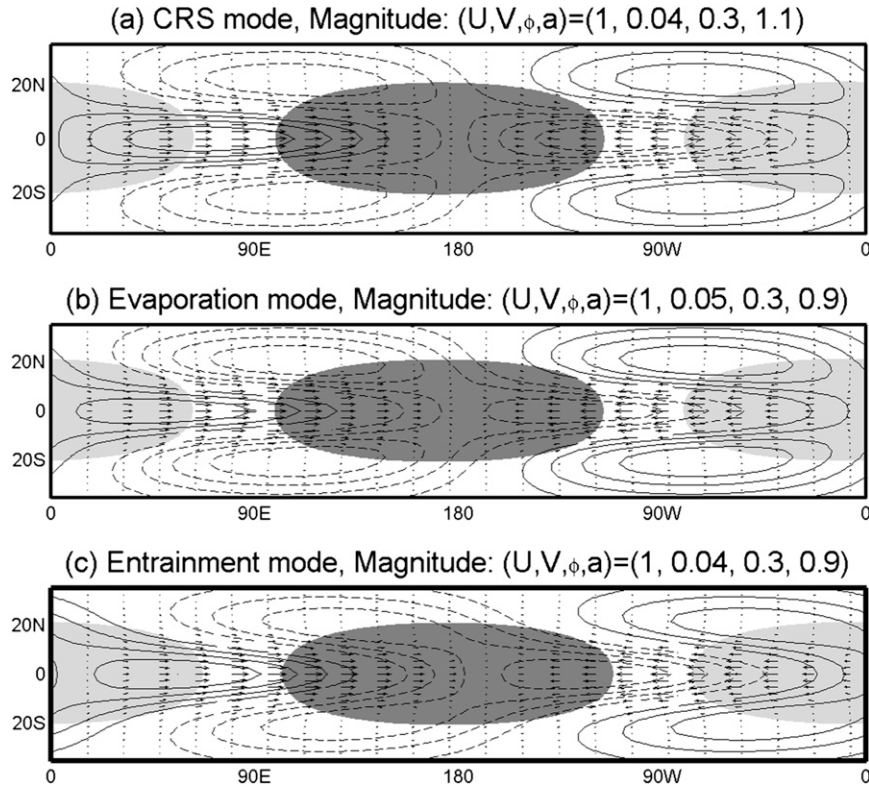 (a) CRS mode, Magnitude: (U,V,ϕ,a)=(1, 0.04, 0.3, 1.1)
20N
0
20S
0 90E 180 90W 0
(b) Evaporation mode, Magnitude: (U,V,ϕ,a)=(1, 0.05, 0.3, 0.9)
20N
0
20S
0 90E 180 90W 0
(c) Entrainment mode, Magnitude: (U,V,ϕ,a)=(1, 0.04, 0.3, 0.9)
20N
0
20S
0 90E 180 90W 0